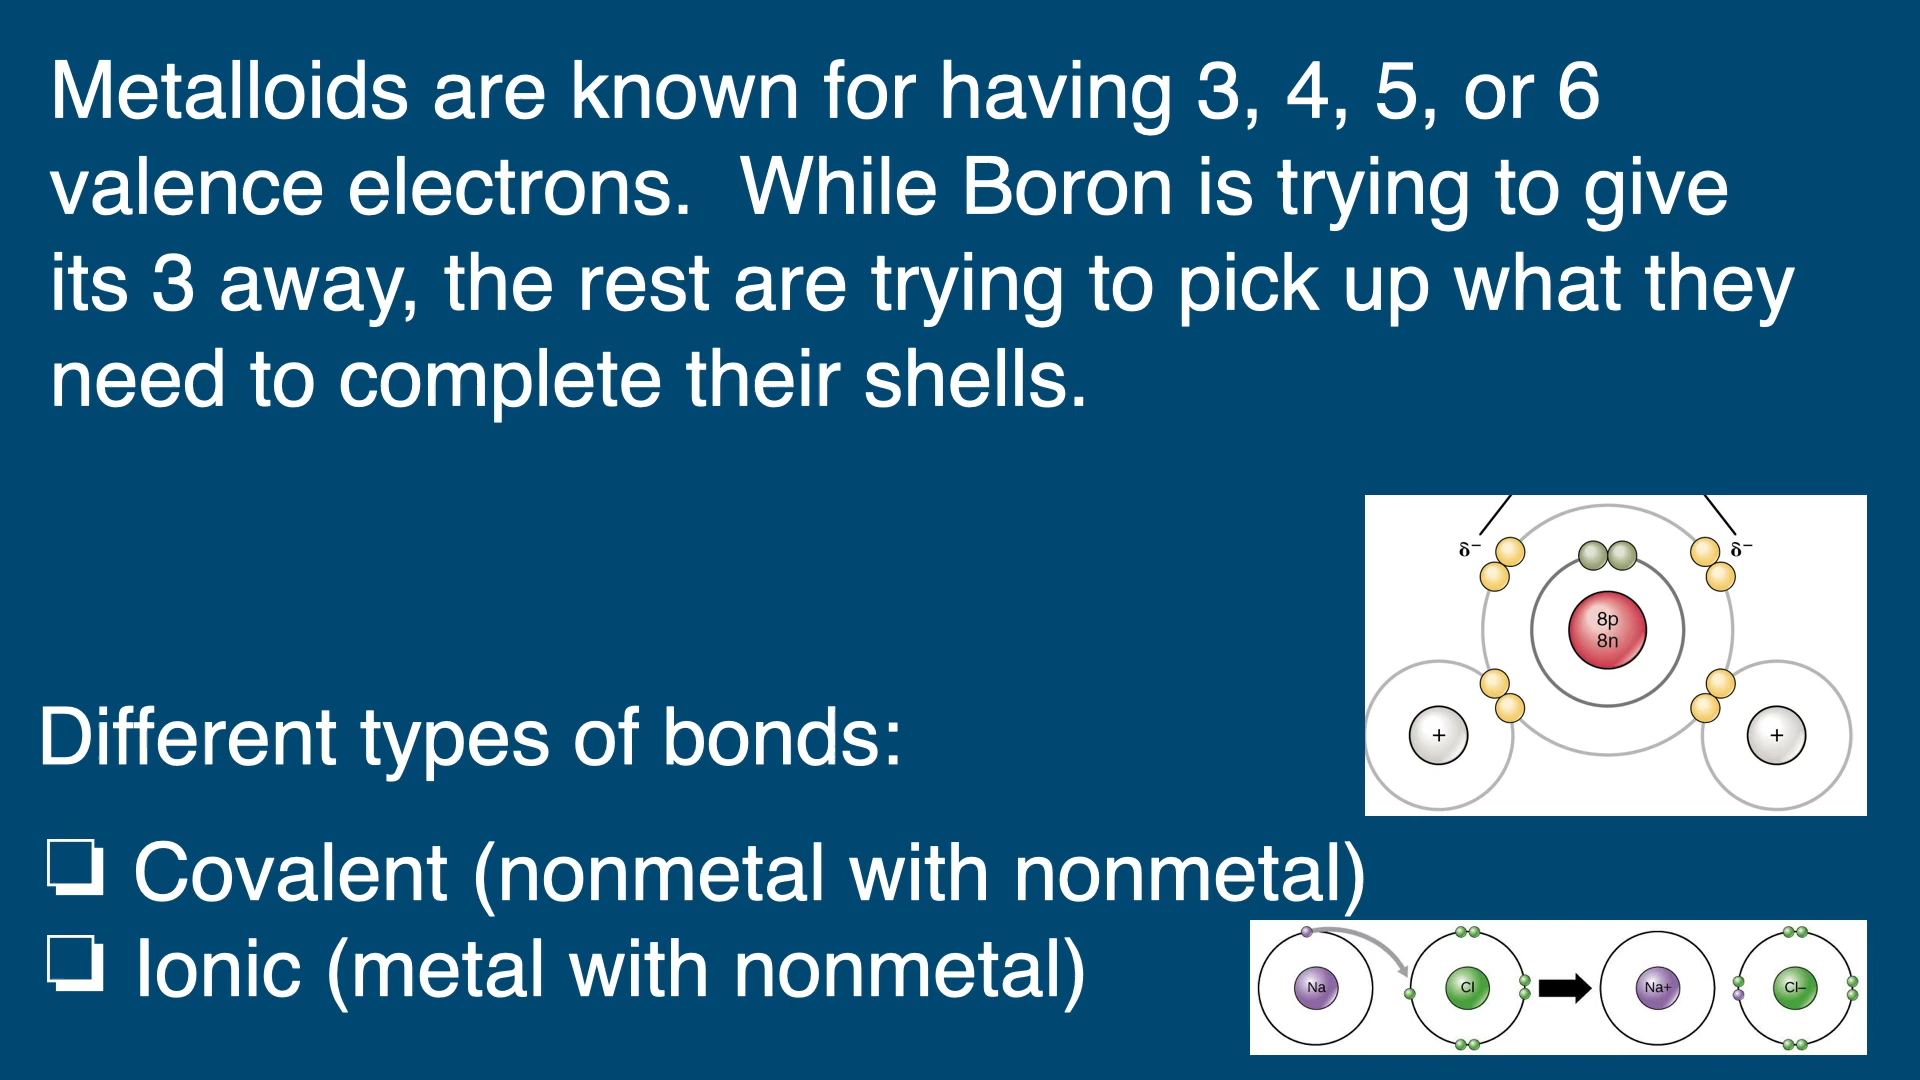 Metalloids are known for having 3, 4, 5, or 6
valence electrons.  While Boron is trying to give
its 3 away, the rest are trying to pick up what they
need to complete their shells.
δ− δ−
8p
8n
+ +
Different types of bonds:
❏ Covalent (nonmetal with nonmetal)
❏ Ionic (metal with nonmetal)
Na Cl Na+ Cl–